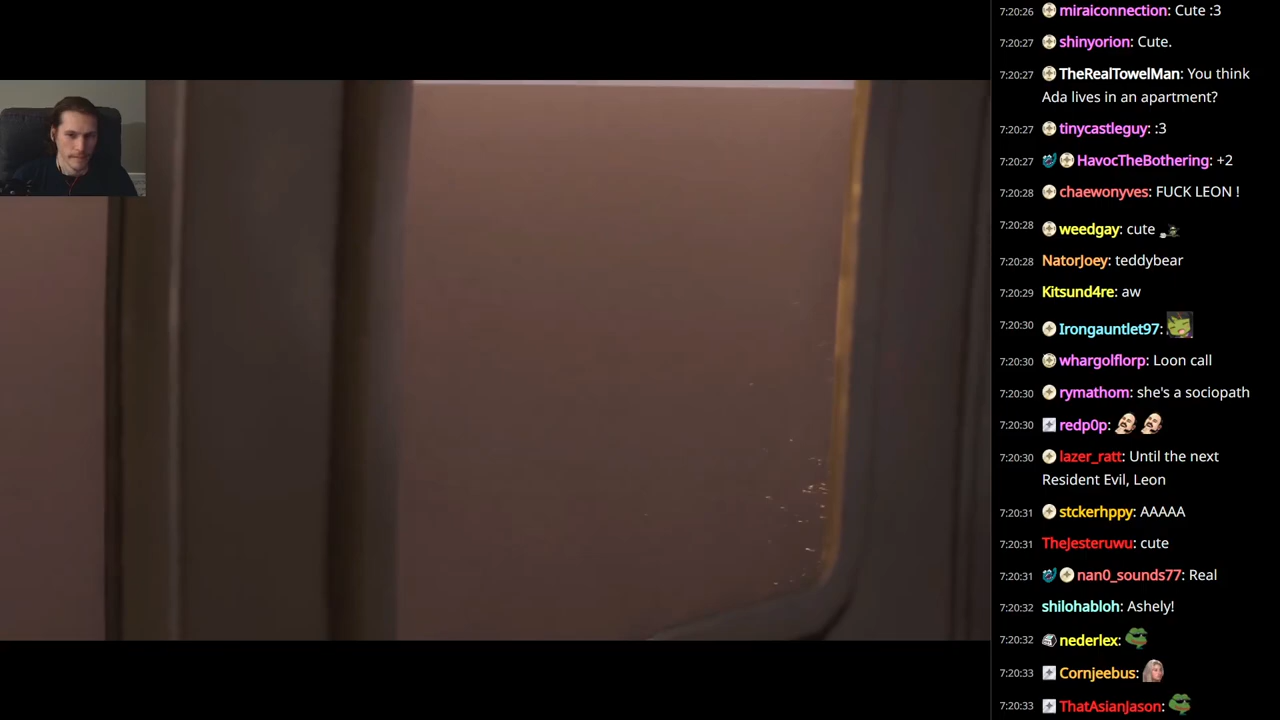 7:20:26 miraiconnection: Cute :3
7:20:27 shinyorion: Cute.
7:20:27 TheRealTowelMan: You think
Ada lives in an apartment?
7:20:27 tinycastleguy: :3
7:20:27 HavocTheBothering: +2
7:20:28 chaewonyves: FUCK LEON !
7:20:28 weedgay: cute
7:20:28 NatorJoey: teddybear
7:20:29 Kitsund4re: aw
7:20:30 Irongauntlet97:
7:20:30 whargolflorp: Loon call
7:20:30 rymathom: she's a sociopath
7:20:30 redp0p:
7:20:30 lazer_ratt: Until the next
Resident Evil, Leon
7:20:31 stckerhppy: AAAAA
7:20:31 TheJesteruwu: cute
7:20:31 nan0_sounds77: Real
7:20:32 shilohabloh: Ashely!
7:20:32 nederlex:
7:20:33 Cornjeebus:
7:20:33 ThatAsianJason: